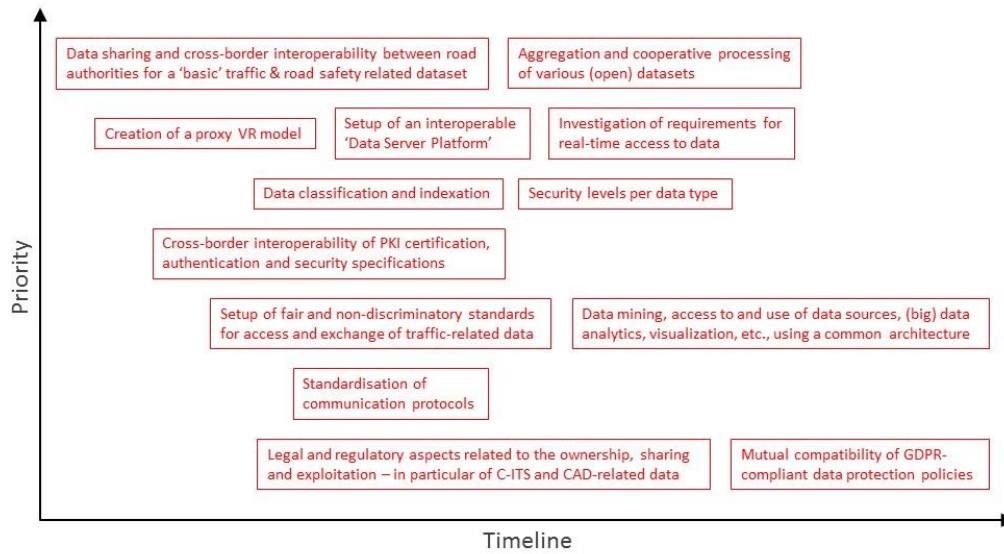 Data sharing and cross-border interoperability between road
authorities for a ‘basic’ traffic & road safety related dataset
Aggregation and cooperative processing
of various (open) datasets
Creation of a proxy VR model
Setup of an interoperable
‘Data Server Platform’
Investigation of requirements for
real-time access to data
Data classification and indexation
Security levels per data type
Cross-border interoperability of PKI certification,
authentication and security specifications
Setup of fair and non-discriminatory standards
for access and exchange of traffic-related data
Data mining, access to and use of data sources, (big) data
analytics, visualization, etc., using a common architecture
Standardisation of
communication protocols
Legal and regulatory aspects related to the ownership, sharing
and exploitation – in particular of C-ITS and CAD-related data
Mutual compatibility of GDPR-
compliant data protection policies
Priority
Timeline